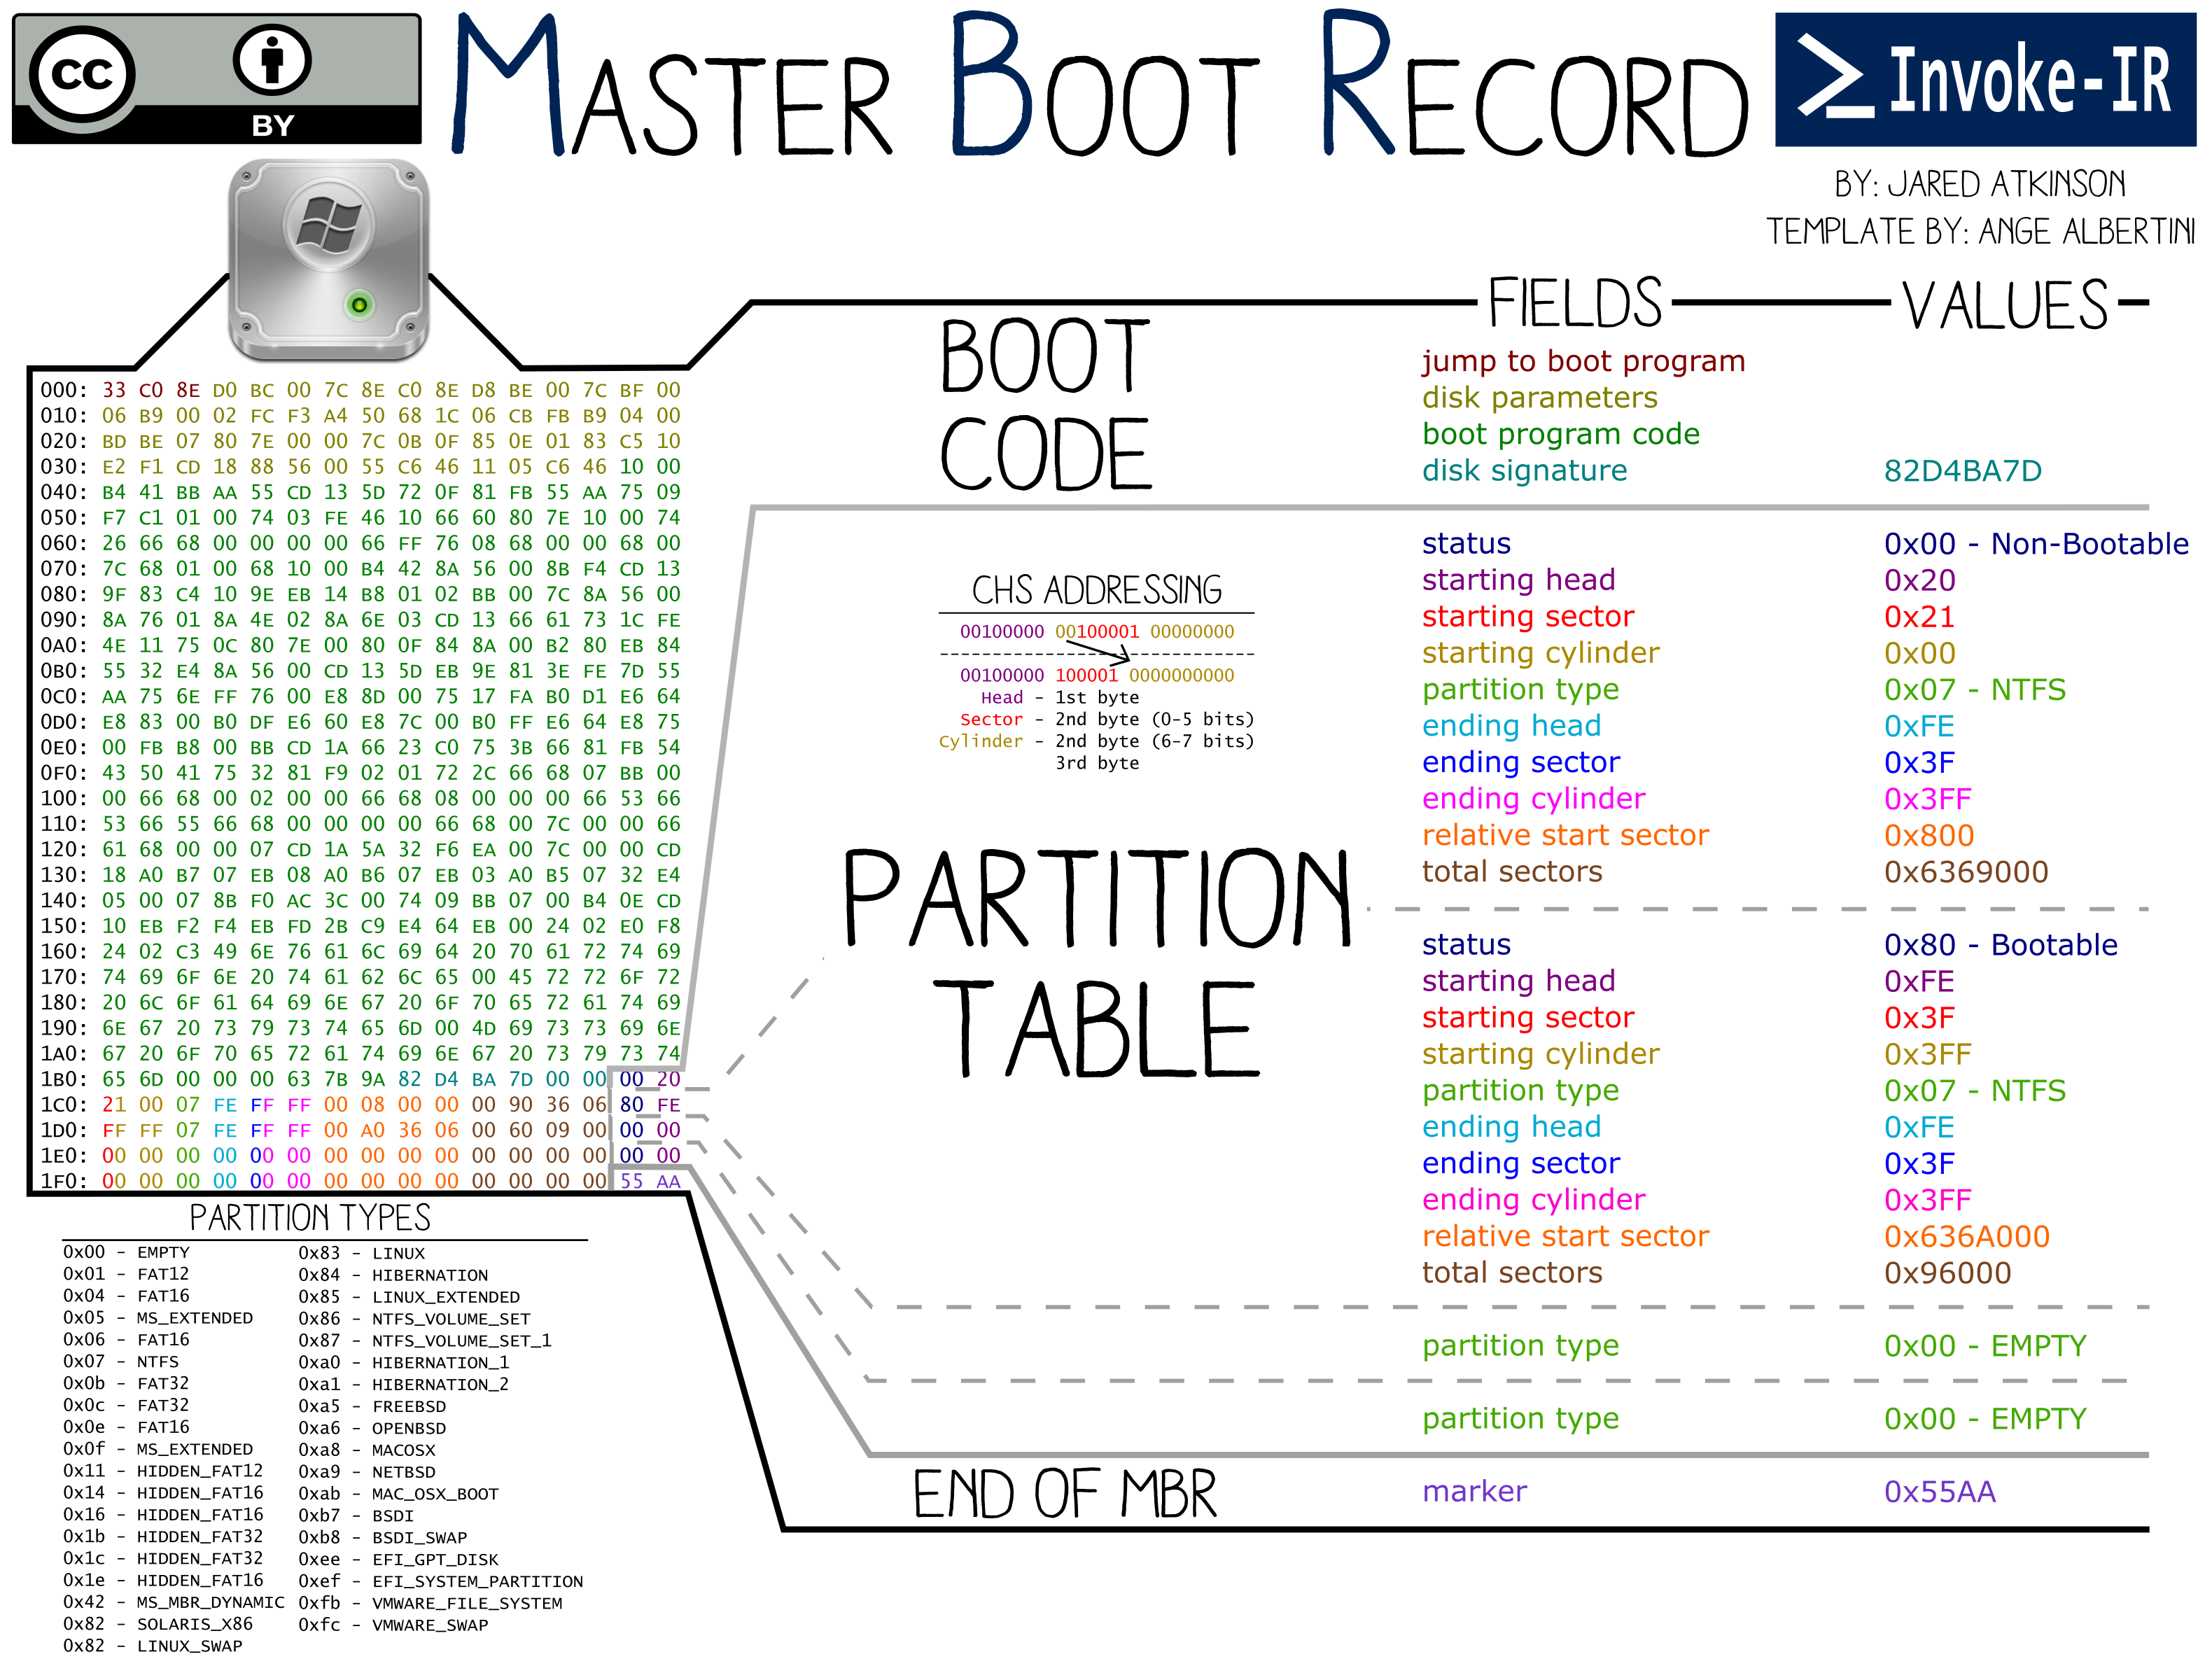 cc
BY
MASTER BOOT RECORD
Invoke-IR
BY: JARED ATKINSON
TEMPLATE BY: ANGE ALBERTINI
000: 33 C0 8E D0 BC 00 7C 8E C0 8E D8 BE 00 7C BF 00
010: 06 B9 00 02 FC F3 A4 50 68 1C 06 CB FB B9 04 00
020: BD BE 07 80 7E 00 00 7C 0B 0F 85 0E 01 83 C5 10
030: E2 F1 CD 18 88 56 00 55 C6 46 11 05 C6 46 10 00
040: B4 41 BB AA 55 CD 13 5D 72 0F 81 FB 55 AA 75 09
050: F7 C1 01 00 74 03 FE 46 10 66 60 80 7E 10 00 74
060: 26 66 68 00 00 00 00 66 FF 76 08 68 00 00 68 00
070: 7C 68 01 00 68 10 00 B4 42 8A 56 00 8B F4 CD 13
080: 9F 83 C4 10 9E EB 14 B8 01 02 BB 00 7C 8A 56 00
090: 8A 76 01 8A 4E 02 8A 6E 03 CD 13 66 61 73 1C FE
0A0: 4E 11 75 0C 80 7E 00 80 0F 84 8A 00 B2 80 EB 84
0B0: 55 32 E4 8A 56 00 CD 13 5D EB 9E 81 3E FE 7D 55
0C0: AA 75 6E FF 76 00 E8 8D 00 75 17 FA B0 D1 E6 64
0D0: E8 83 00 B0 DF E6 60 E8 7C 00 B0 FF E6 64 E8 75
0E0: 00 FB B8 00 BB CD 1A 66 23 C0 75 3B 66 81 FB 54
0F0: 43 50 41 75 32 81 F9 02 01 72 2C 66 68 07 BB 00
100: 00 66 68 00 02 00 00 66 68 08 00 00 00 66 53 66
110: 53 66 55 66 68 00 00 00 00 66 68 00 7C 00 00 66
120: 61 68 00 00 07 CD 1A 5A 32 F6 EA 00 7C 00 00 CD
130: 18 A0 B7 07 EB 08 A0 B6 07 EB 03 A0 B5 07 32 E4
140: 05 00 07 8B F0 AC 3C 00 74 09 BB 07 00 B4 0E CD
150: 10 EB F2 F4 EB FD 2B C9 E4 64 EB 00 24 02 E0 F8
160: 24 02 C3 49 6E 76 61 6C 69 64 20 70 61 72 74 69
170: 74 69 6F 6E 20 74 61 62 6C 65 00 45 72 72 6F 72
180: 20 6C 6F 61 64 69 6E 67 20 6F 70 65 72 61 74 69
190: 6E 67 20 73 79 73 74 65 6D 00 4D 69 73 73 69 6E
1A0: 67 20 6F 70 65 72 61 74 69 6E 67 20 73 79 73 74
1B0: 65 6D 00 00 00 63 7B 9A 82 D4 BA 7D 00 00 00 20
1C0: 21 00 07 FE FF FF 00 08 00 00 00 90 36 06 80 FE
1D0: FF FF 07 FE FF FF 00 A0 36 06 00 60 09 00 00 00
1E0: 00 00 00 00 00 00 00 00 00 00 00 00 00 00 00 00
1F0: 00 00 00 00 00 00 00 00 00 00 00 00 00 00 55 AA
PARTITION TYPES
0x00 - EMPTY
0x01 - FAT12
0x04 - FAT16
0x05 - MS_EXTENDED
0x06 - FAT16
0x07 - NTFS
0x0b - FAT32
0x0c - FAT32
0x0e - FAT16
0x0f - MS_EXTENDED
0x11 - HIDDEN_FAT12
0x14 - HIDDEN_FAT16
0x16 - HIDDEN_FAT16
0x1b - HIDDEN_FAT32
0x1c - HIDDEN_FAT32
0x1e - HIDDEN_FAT16
0x42 - MS_MBR_DYNAMIC
0x82 - SOLARIS_X86
0x82 - LINUX_SWAP
0x83 - LINUX
0x84 - HIBERNATION
0x85 - LINUX_EXTENDED
0x86 - NTFS_VOLUME_SET
0x87 - NTFS_VOLUME_SET_1
0xa0 - HIBERNATION_1
0xa1 - HIBERNATION_2
0xa5 - FREEBSD
0xa6 - OPENBSD
0xa8 - MACOSX
0xa9 - NETBSD
0xab - MAC_OSX_BOOT
0xb7 - BSDI
0xb8 - BSDI_SWAP
0xee - EFI_GPT_DISK
0xef - EFI_SYSTEM_PARTITION
0xfb - VMWARE_FILE_SYSTEM
0xfc - VMWARE_SWAP
FIELDS VALUES
BOOT
CODE
jump to boot program
disk parameters
boot program code
disk signature 82D4BA7D
CHS ADDRESSING
00100000 00100001 00000000
00100000 100001 0000000000
Head - 1st byte
Sector - 2nd byte (0-5 bits)
Cylinder - 2nd byte (6-7 bits)
3rd byte
PARTITION
TABLE
status 0x00 - Non-Bootable
starting head 0x20
starting sector 0x21
starting cylinder 0x00
partition type 0x07 - NTFS
ending head 0xFE
ending sector 0x3F
ending cylinder 0x3FF
relative start sector 0x800
total sectors 0x6369000
status 0x80 - Bootable
starting head 0xFE
starting sector 0x3F
starting cylinder 0x3FF
partition type 0x07 - NTFS
ending head 0xFE
ending sector 0x3F
ending cylinder 0x3FF
relative start sector 0x636A000
total sectors 0x96000
partition type 0x00 - EMPTY
partition type 0x00 - EMPTY
END OF MBR
marker 0x55AA